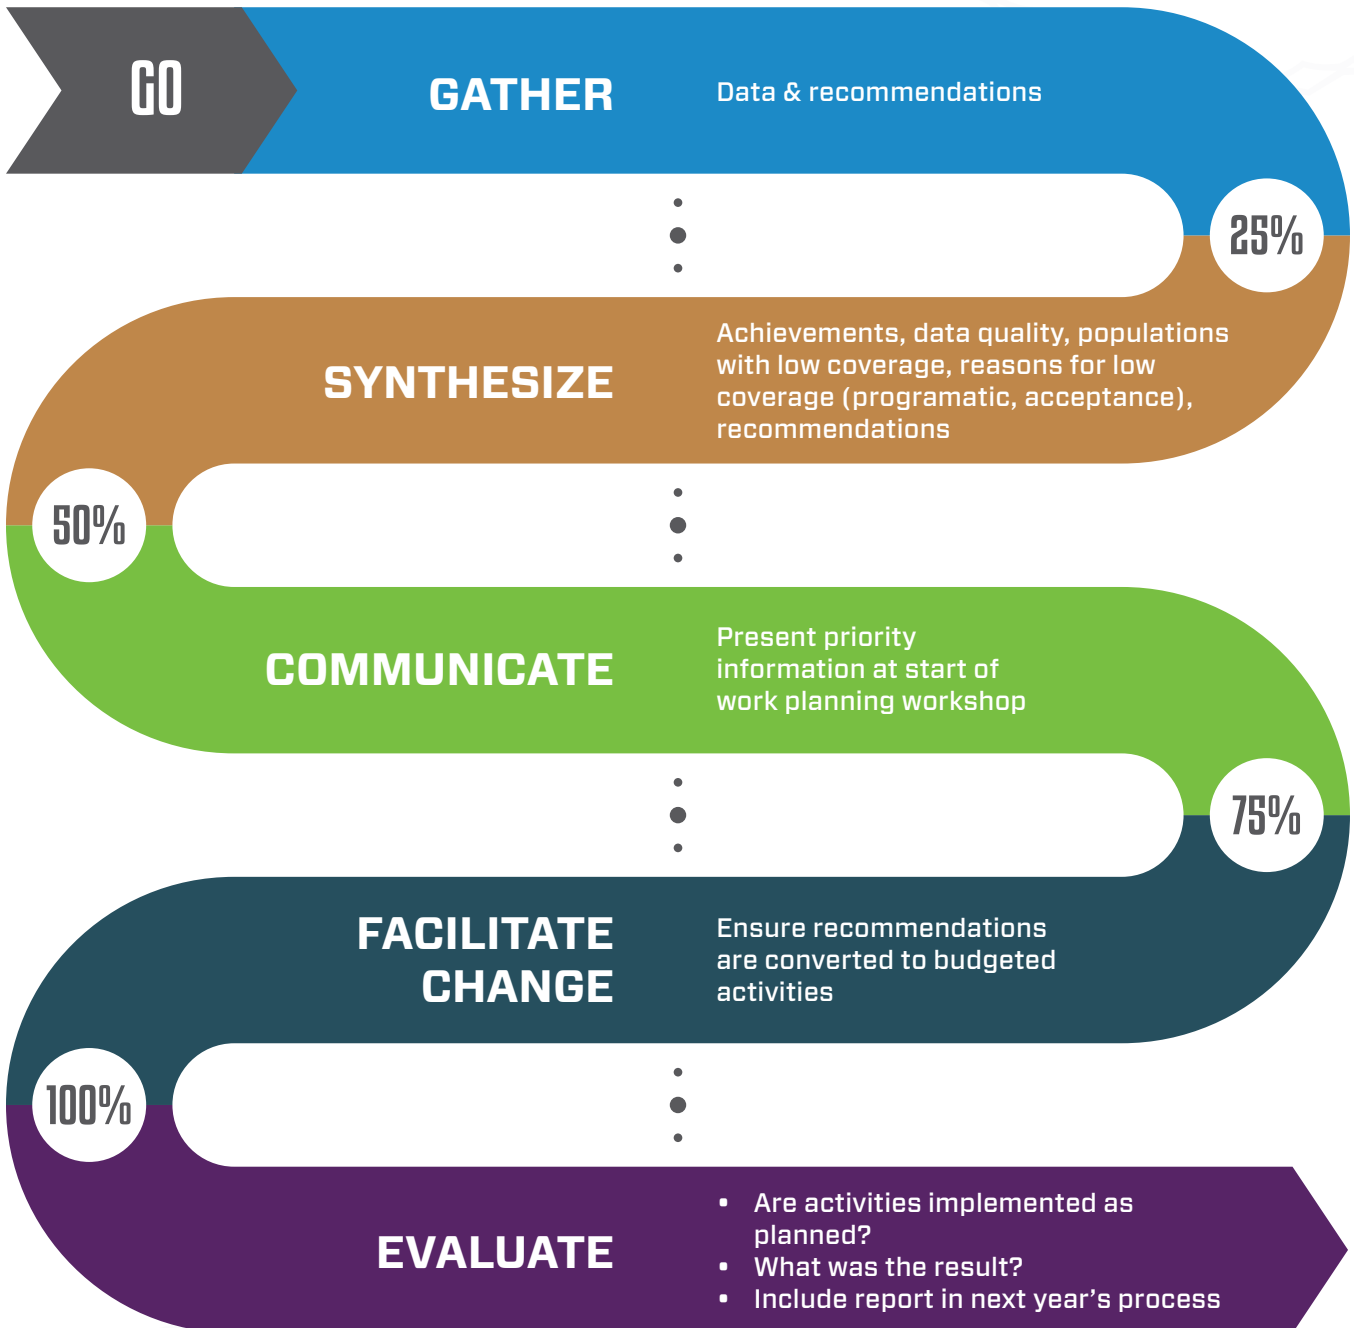 GO
GATHER
Data & recommendations
25%
SYNTHESIZE
Achievements, data quality, populations
with low coverage, reasons for low
coverage (programatic, acceptance),
recommendations
50%
COMMUNICATE
Present priority
information at start of
work planning workshop
75%
FACILITATE
CHANGE
Ensure recommendations
are converted to budgeted
activities
100%
EVALUATE
• Are activities implemented as
planned?
• What was the result?
• Include report in next year's process